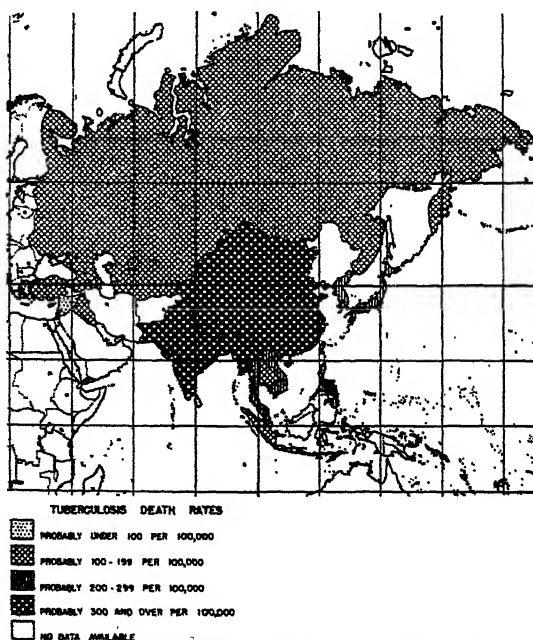 TUBERCULOSIS DEATH RATES
PROBABLY UNDER 100 PER 100,000
PROBABLY 100-199 PER 100,000
PROBABLY 200-299 PER 100,000
PROBABLY 300 AND OVER PER 100,000
NO DATA AVAILABLE